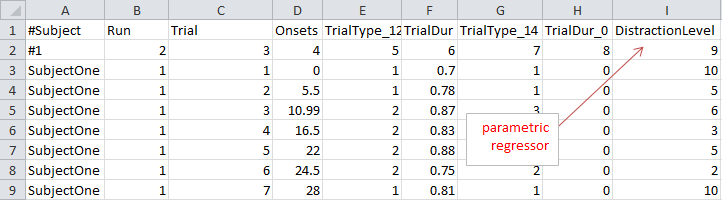 A B C D E F G H I
1 #Subject Run Trial Onsets TrialType_12 TrialDur TrialType_14 TrialDur_0 DistractionLevel
2 #1 2 3 4 5 6 7 8 9
3 SubjectOne 1 1 0 1 0.7 1 0 10
4 SubjectOne 1 2 5.5 1 0.78 1 0 5
5 SubjectOne 1 3 10.99 2 0.87 3 0 6
6 SubjectOne 1 4 16.5 2 0.83 0 3
7 SubjectOne 1 5 22 2 0.88 0 5
8 SubjectOne 1 6 24.5 2 0.75 2 0 2
9 SubjectOne 1 7 28 1 0.81 1 0 10
parametric
regressor